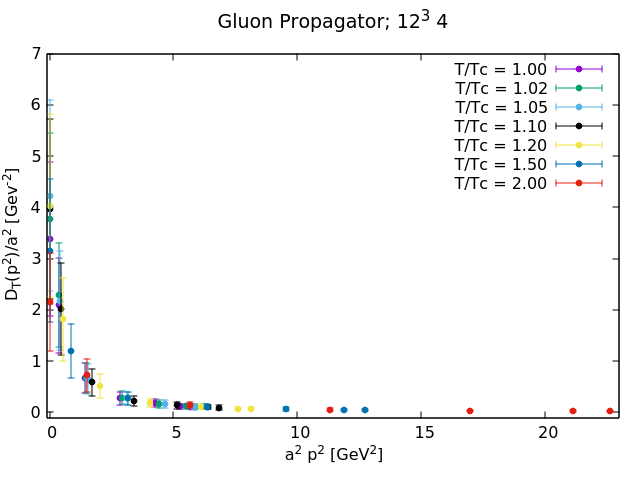 Gluon Propagator; 12³ 4
T/Tc = 1.00
T/Tc = 1.02
T/Tc = 1.05
T/Tc = 1.10
T/Tc = 1.20
T/Tc = 1.50
T/Tc = 2.00
D_T(p²)/a² [Gev⁻²]
7
6
5
4
3
2
1
0
0 5 10 15 20
a² p² [GeV²]